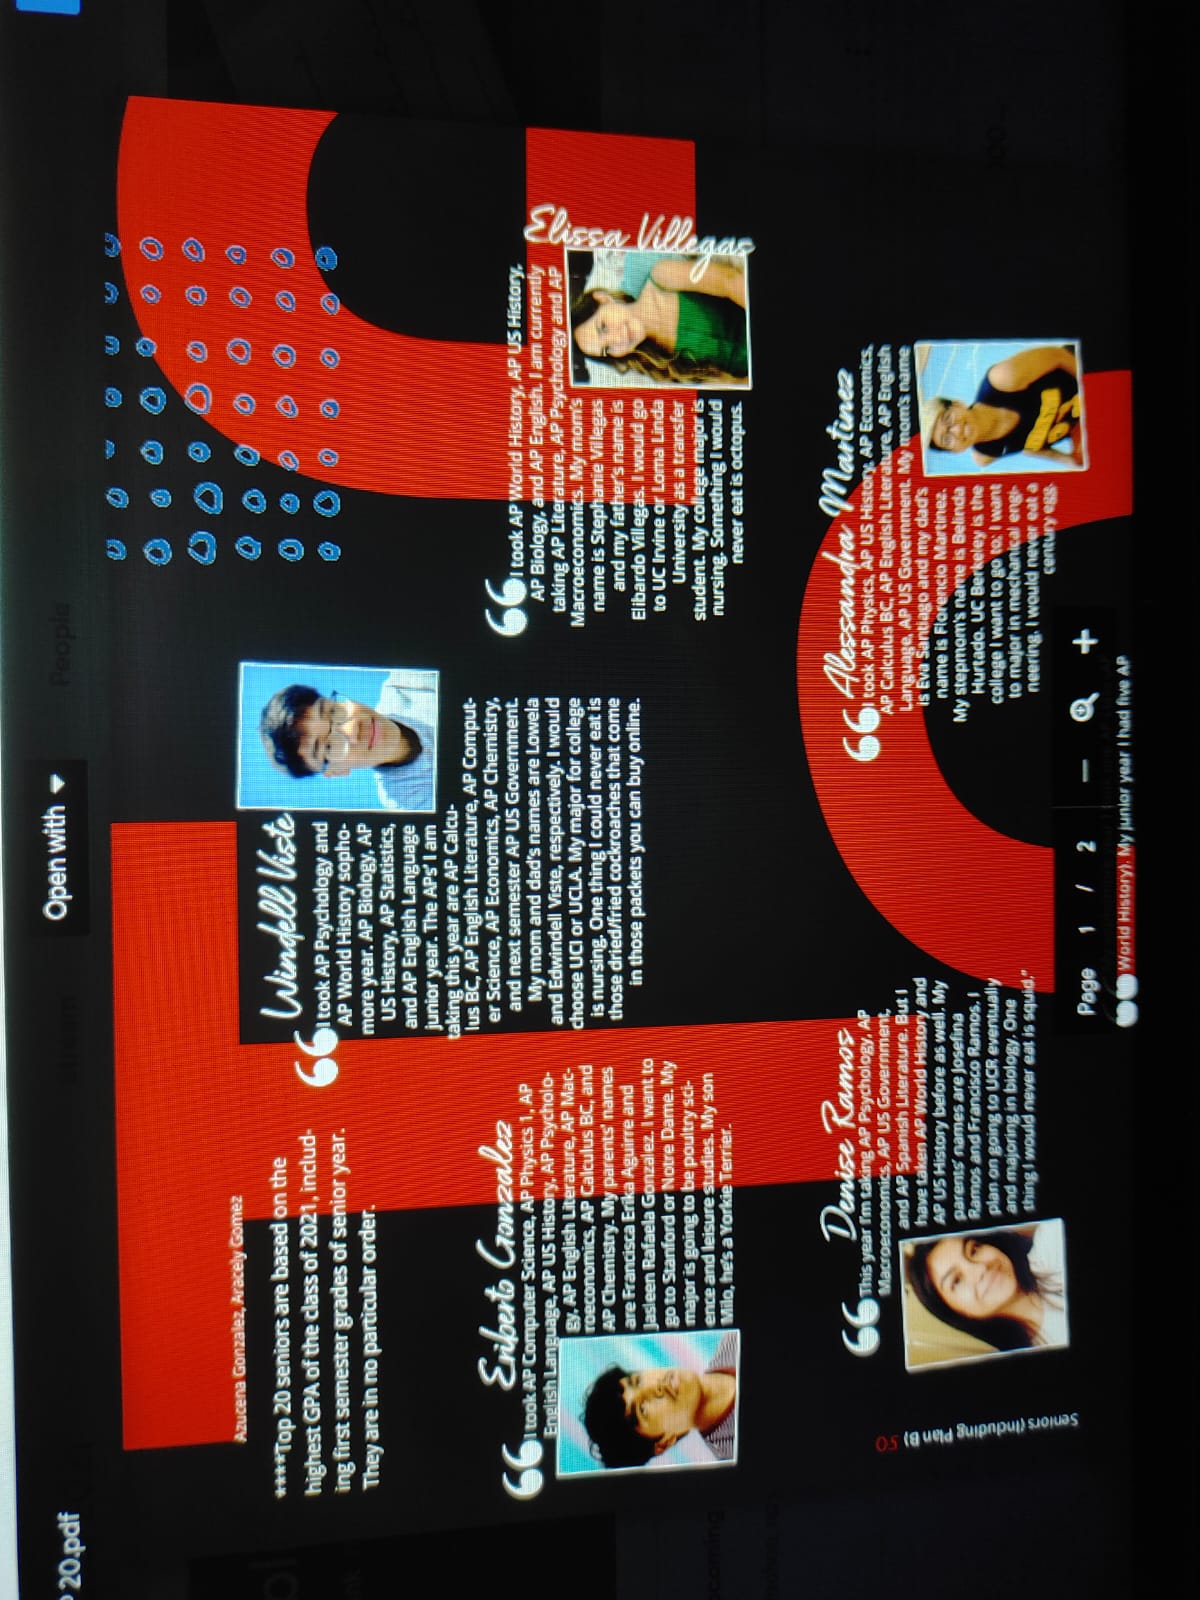 20.pdf
Open with
People
Stream
Azucena Gonzalez, Aracely Gomez
****Top 20 seniors are based on the
highest GPA of the class of 2021, includ-
ing first semester grades of senior year.
They are in no particular order.
Windell Viste
I took AP Psychology and
AP World History sopho-
more year. AP Biology, AP
US History, AP Statistics,
and AP English Language
junior year. The APs' I am
taking this year are AP Calcu-
lus BC, AP English Literature, AP Comput-
er Science, AP Economics, AP Chemistry,
and next semester AP US Government.
My mom and dad's names are Lowela
and Edwindell Viste, respectively. I would
choose UCI or UCLA. My major for college
is nursing. One thing I could never eat is
those dried/fried cockroaches that come
in those packets you can buy online.
Elissa Villegas
I took AP World History, AP US History,
AP Biology, and AP English. I am currently
taking AP Literature, AP Psychology and AP
Macroeconomics. My mom's
name is Stephanie Villegas
and my father's name is
Elibardo Villegas. I would go
to UC Irvine or Loma Linda
University as a transfer
student. My college major is
nursing. Something I would
never eat is octopus.
Eriberto Gonzalez
I took AP Computer Science, AP Physics 1, AP
English Language, AP US History, AP Psycholo-
gy, AP English Literature, AP Mac-
roeconomics, AP Calculus BC, and
AP Chemistry. My parents' names
are Francisca Erika Aguirre and
Jasleen Rafaela Gonzalez. I want to
go to Stanford or Notre Dame. My
major is going to be poultry sci-
ence and leisure studies. My son
Milo, he's a Yorkie Terrier.
Denise Ramos
This year I'm taking AP Psychology, AP
Macroeconomics, AP US Government,
and AP Spanish Literature. But I
have taken AP World History and
AP US History before as well. My
parents' names are Josefina
Ramos and Francisco Ramos. I
plan on going to UCR eventually
and majoring in biology. One
thing I would never eat is squid."
Alessandra Martinez
I took AP Physics, AP US History, AP Economics,
AP Calculus BC, AP English Literature, AP English
Language, AP US Government. My mom's name
is Eva Santiago and my dad's
name is Florencio Martinez.
My stepmom's name is Belinda
Hurtado. UC Berkeley is the
college I want to go to; I want
to major in mechanical eng-
neering. I would never eat a
century egg.
Seniors (Including Plan B) 50
Page 1 / 2
World History). My junior year I had five AP